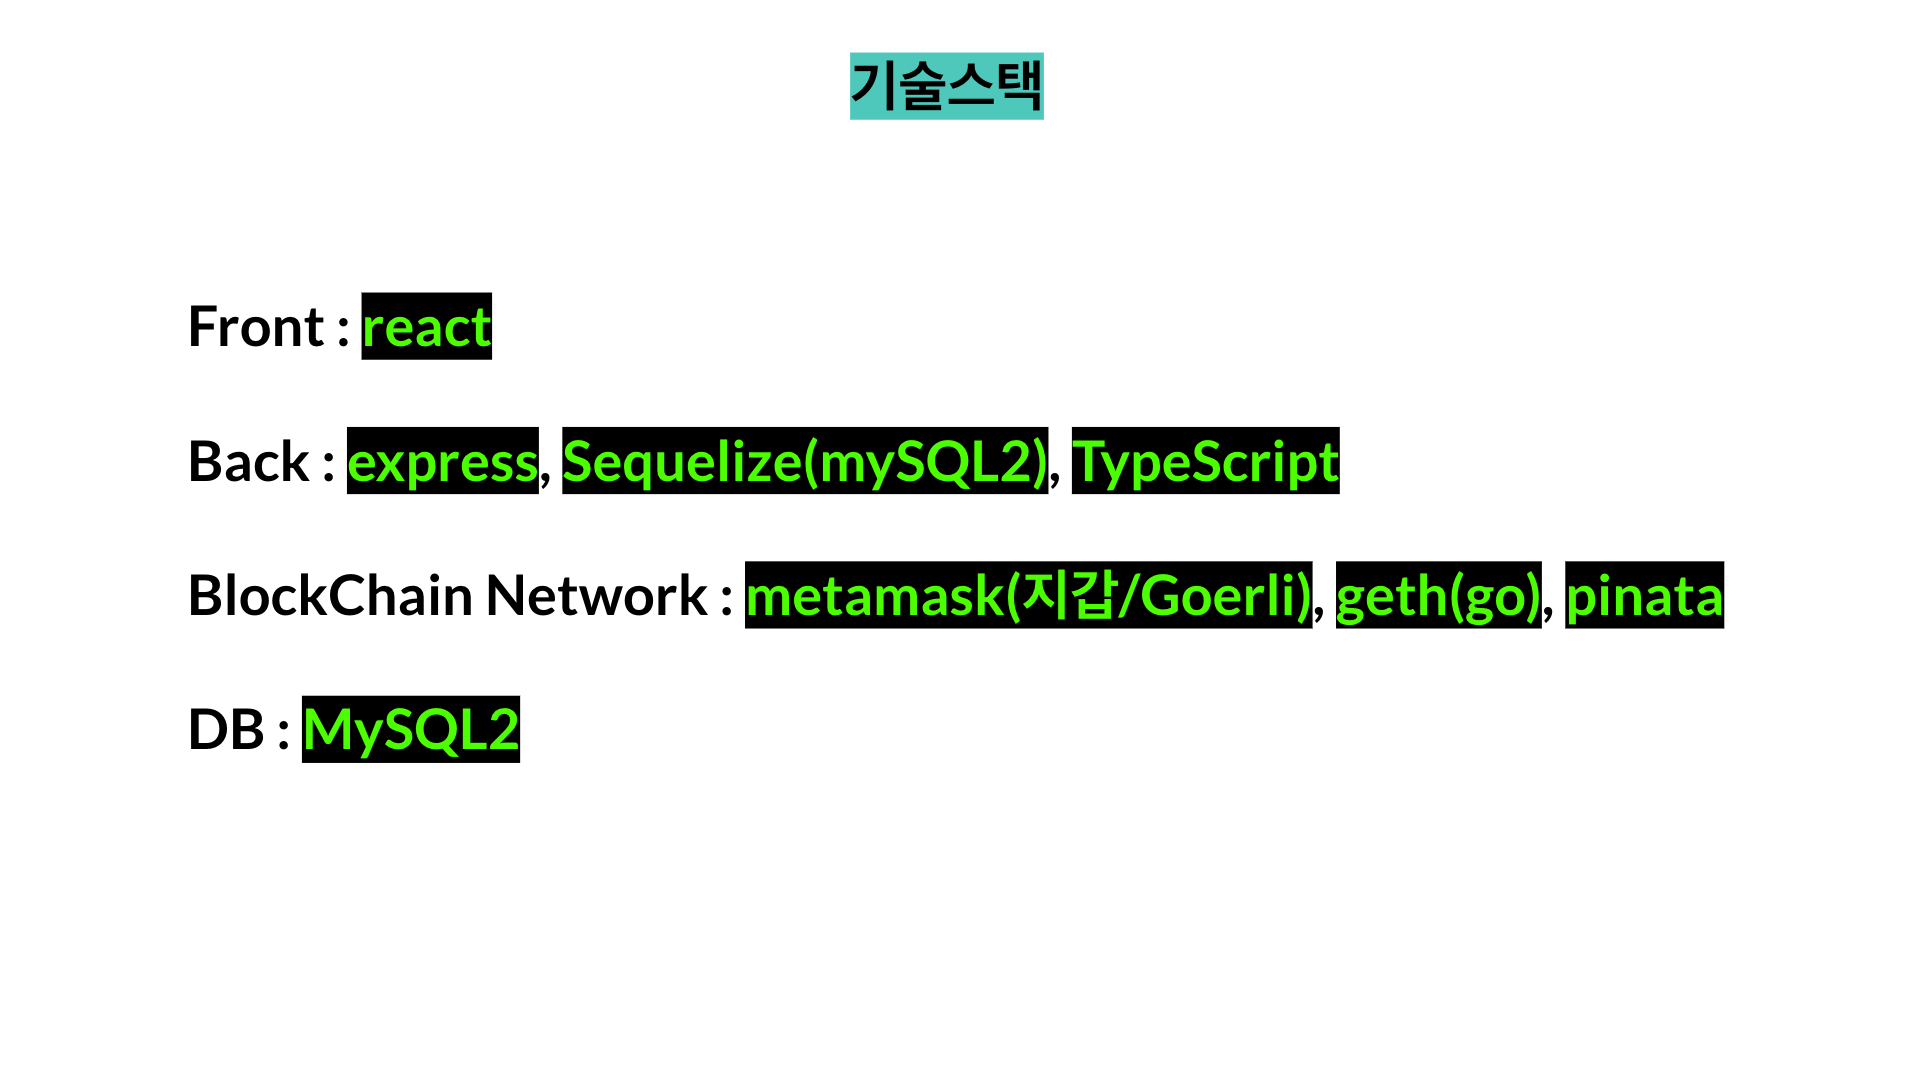 기술스택
Front : react
Back : express, Sequelize(mySQL2), TypeScript
BlockChain Network : metamask(지갑/Goerli), geth(go), pinata
DB : MySQL2